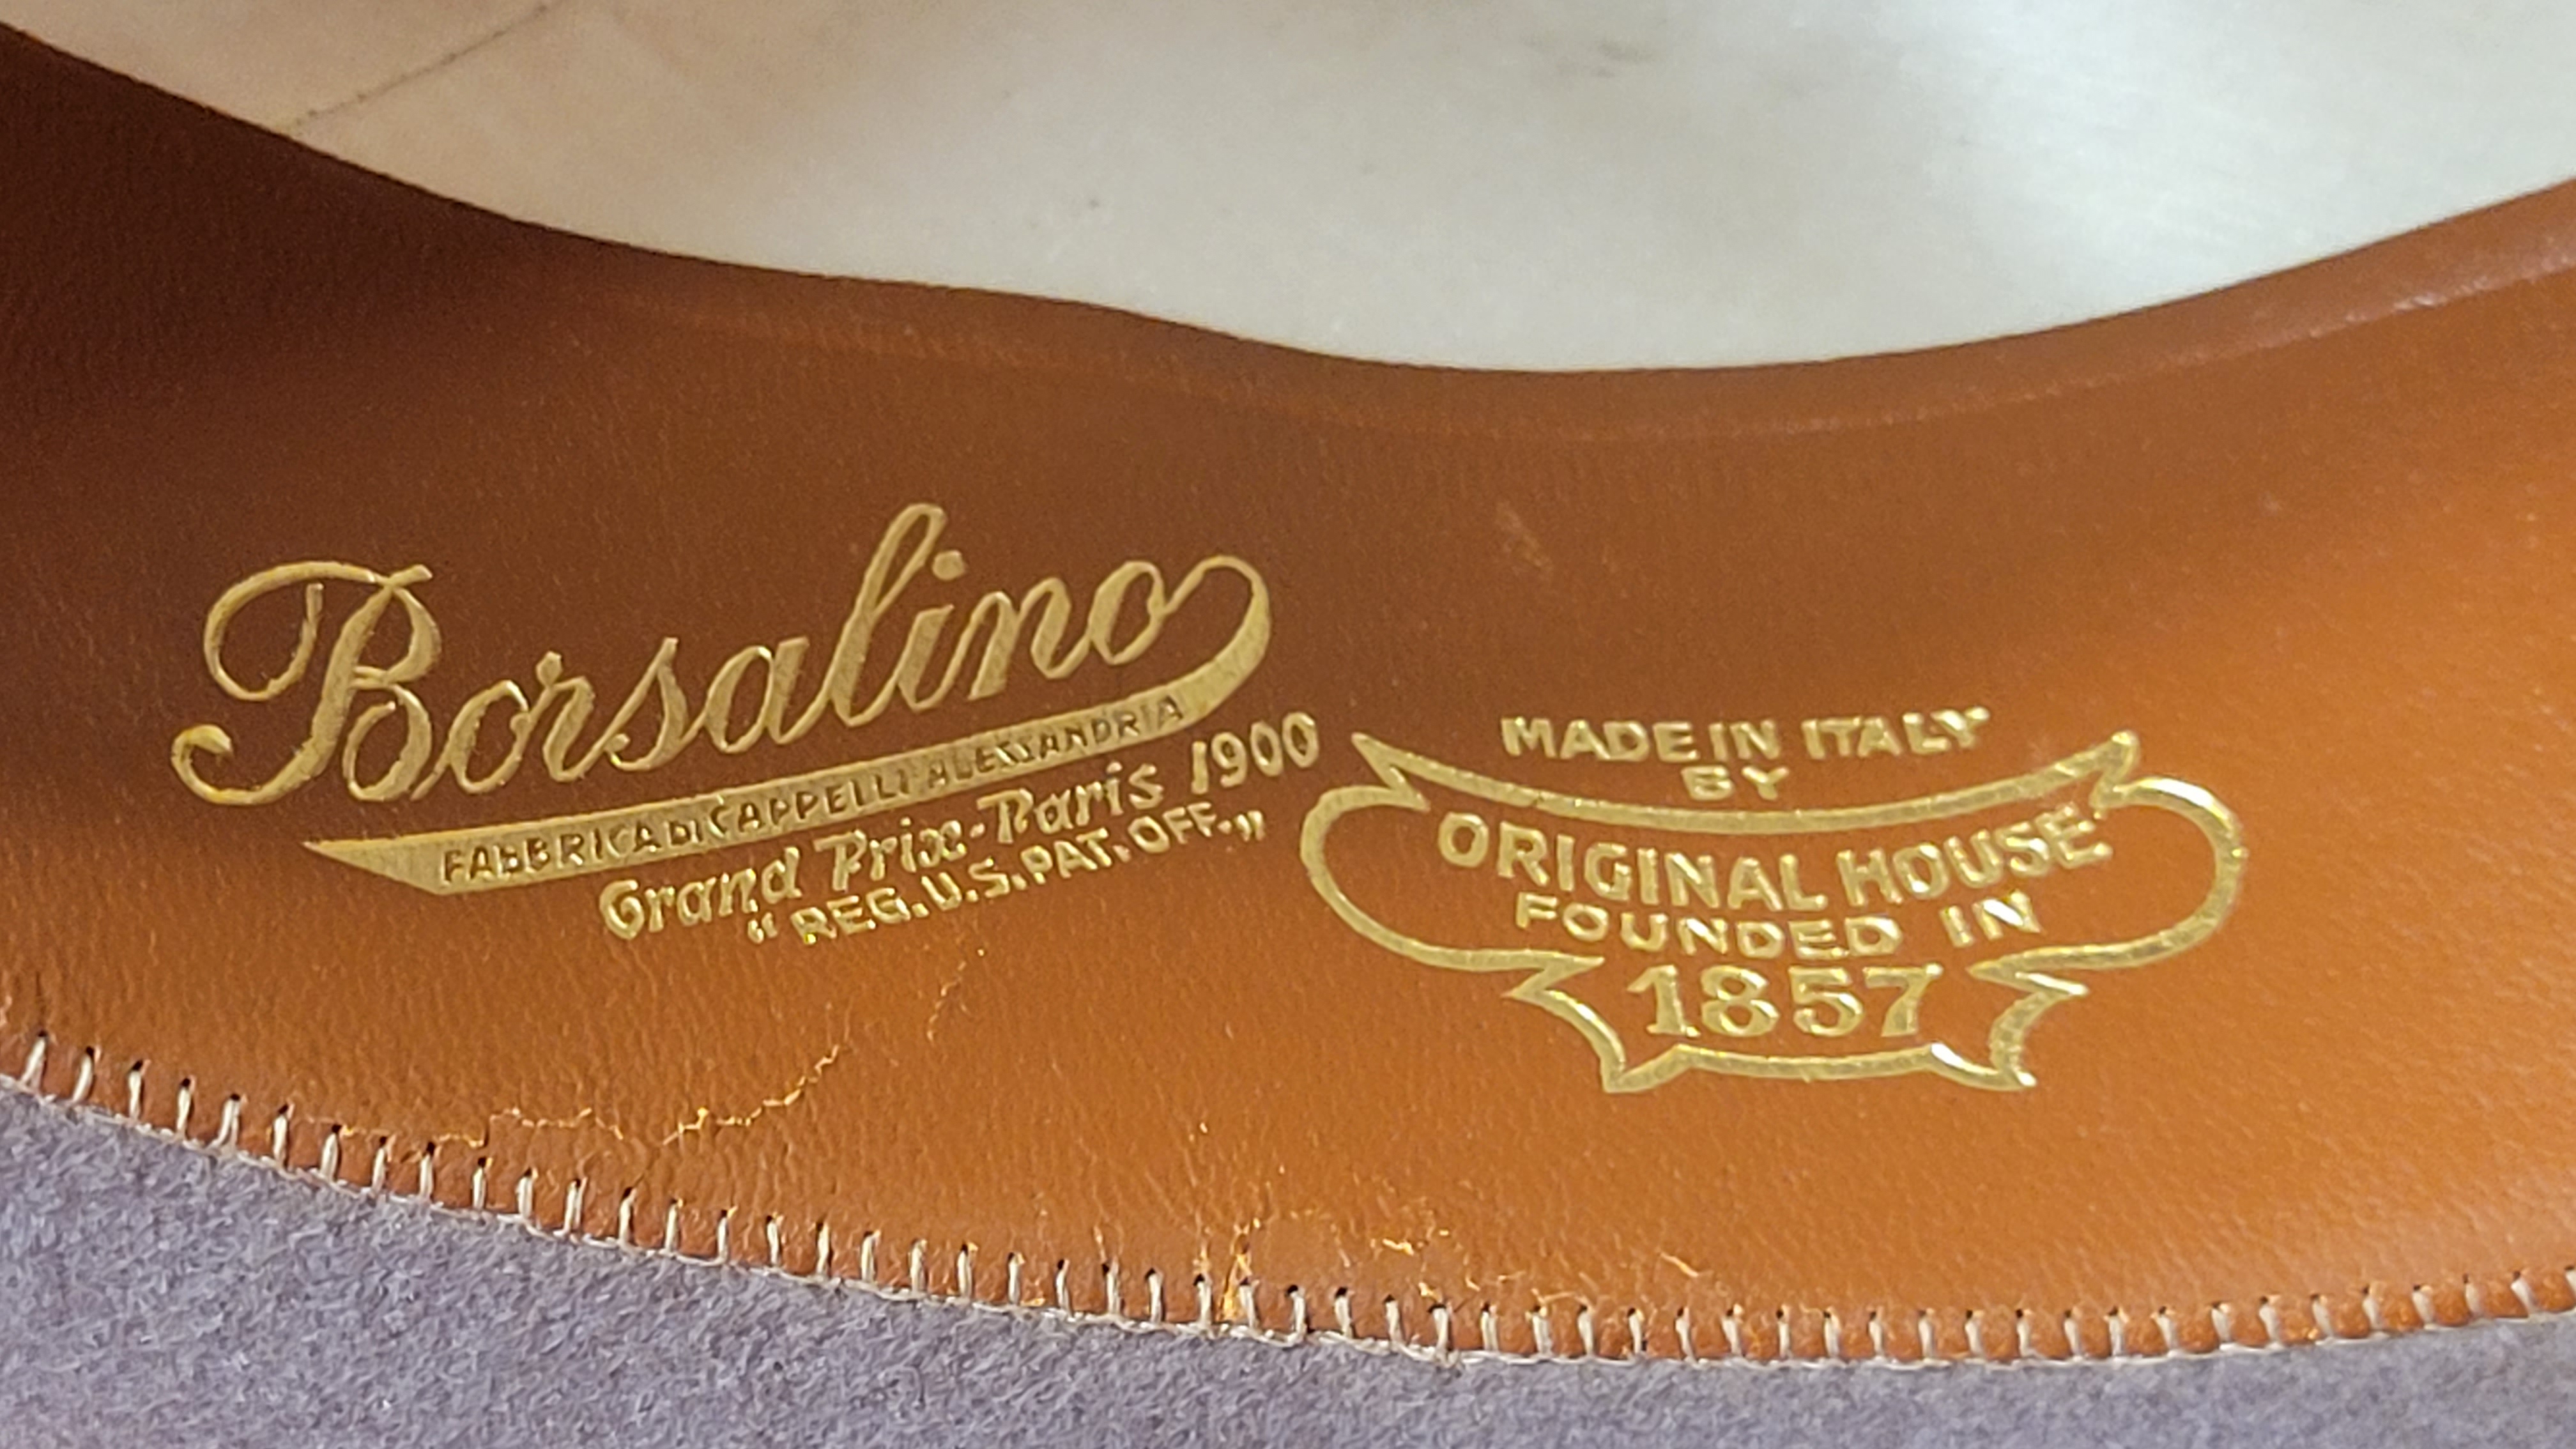 Borsalino
FABBRICA DI CAPPELLI ALESSANDRIA
Grand Prix-Paris 1900
“ REG.U.S.PAT.OFF.„
MADE IN ITALY
BY
ORIGINAL HOUSE
FOUNDED IN
1857